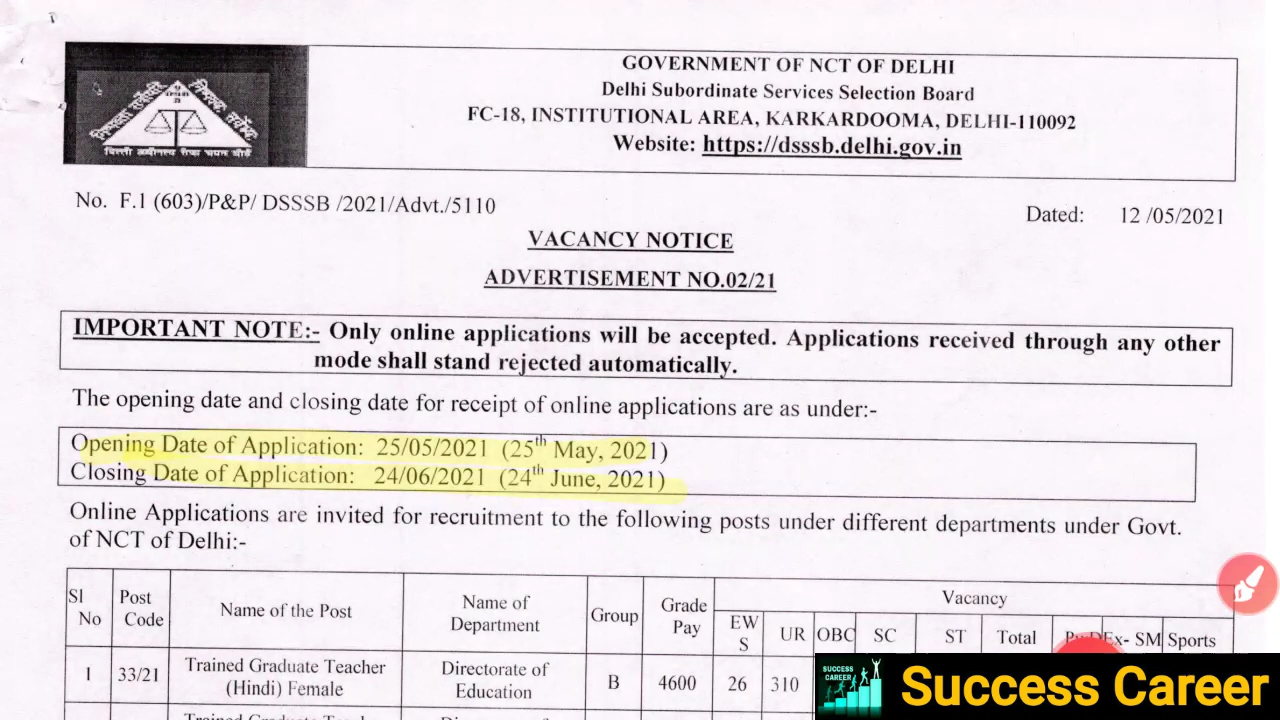 GOVERNMENT OF NCT OF DELHI
Delhi Subordinate Services Selection Board
FC-18, INSTITUTIONAL AREA, KARKARDOOMA, DELHI-110092
Website: https://dsssb.delhi.gov.in
No. F.1 (603)/P&P/ DSSSB /2021/Advt./5110
Dated: 12 /05/2021
VACANCY NOTICE
ADVERTISEMENT NO.02/21
IMPORTANT NOTE:- Only online applications will be accepted. Applications received through any other
mode shall stand rejected automatically.
The opening date and closing date for receipt of online applications are as under:-
Opening Date of Application: 25/05/2021 (25th May, 2021)
Closing Date of Application: 24/06/2021 (24th June, 2021)
Online Applications are invited for recruitment to the following posts under different departments under Govt.
of NCT of Delhi:-
Sl No Post Code Name of the Post Name of Department Group Grade Pay Vacancy
EWS UR OBC SC ST Total Ex- SM Sports
1 33/21 Trained Graduate Teacher (Hindi) Female Directorate of Education B 4600 26 310
SUCCESS
CAREER
Success Career